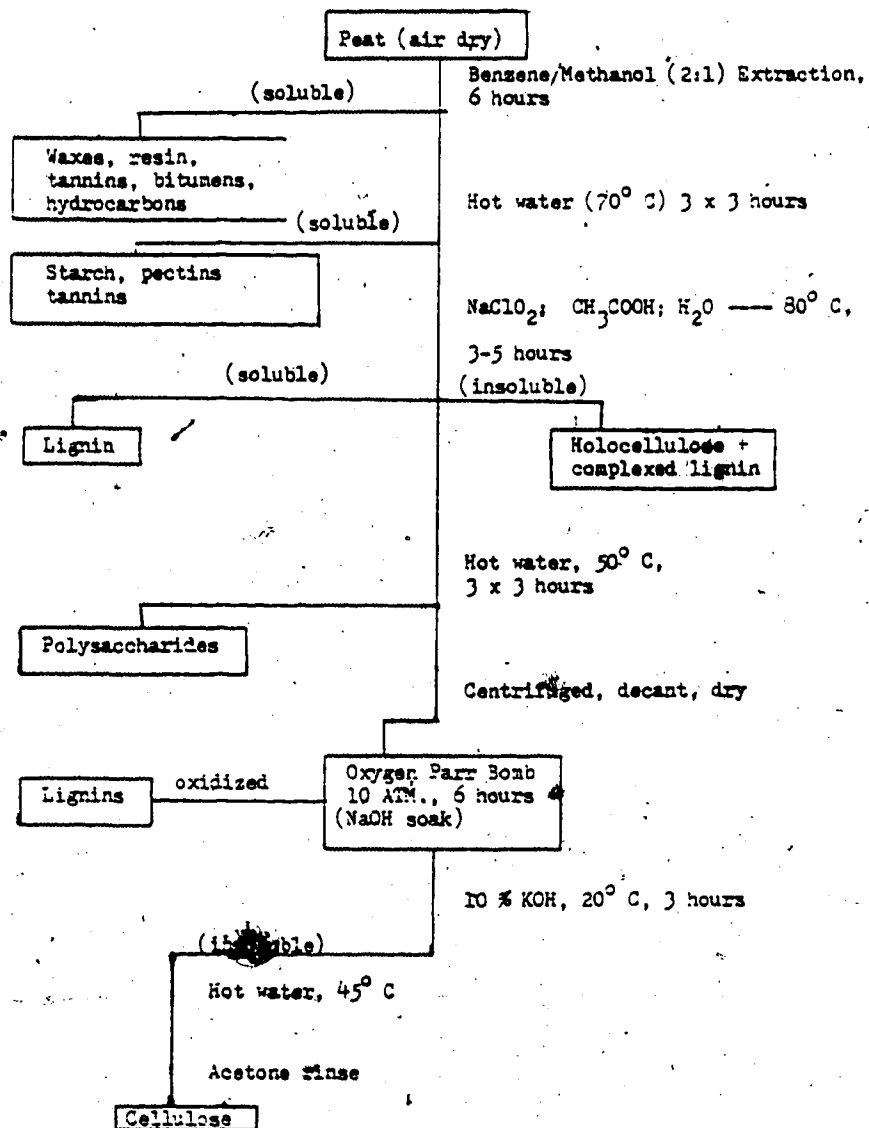 Peat (air dry)
Benzene/Methanol (2:1) Extraction,
6 hours
(soluble)
Waxes, resin,
tannins, bitumens,
hydrocarbons
Hot water (70° C) 3 x 3 hours
(soluble)
Starch, pectins
tannins
NaClO₂; CH₃COOH; H₂O —— 80° C,
3-5 hours
(soluble)
(insoluble)
Lignin
Holocellulose +
complexed lignin
Hot water, 50° C,
3 x 3 hours
Polysaccharides
Centrifuged, decant, dry
Oxygen Parr Bomb
10 ATM., 6 hours
(NaOH soak)
Lignins
oxidized
10 % KOH, 20° C, 3 hours
Hot water, 45° C
Acetone rinse
Cellulose